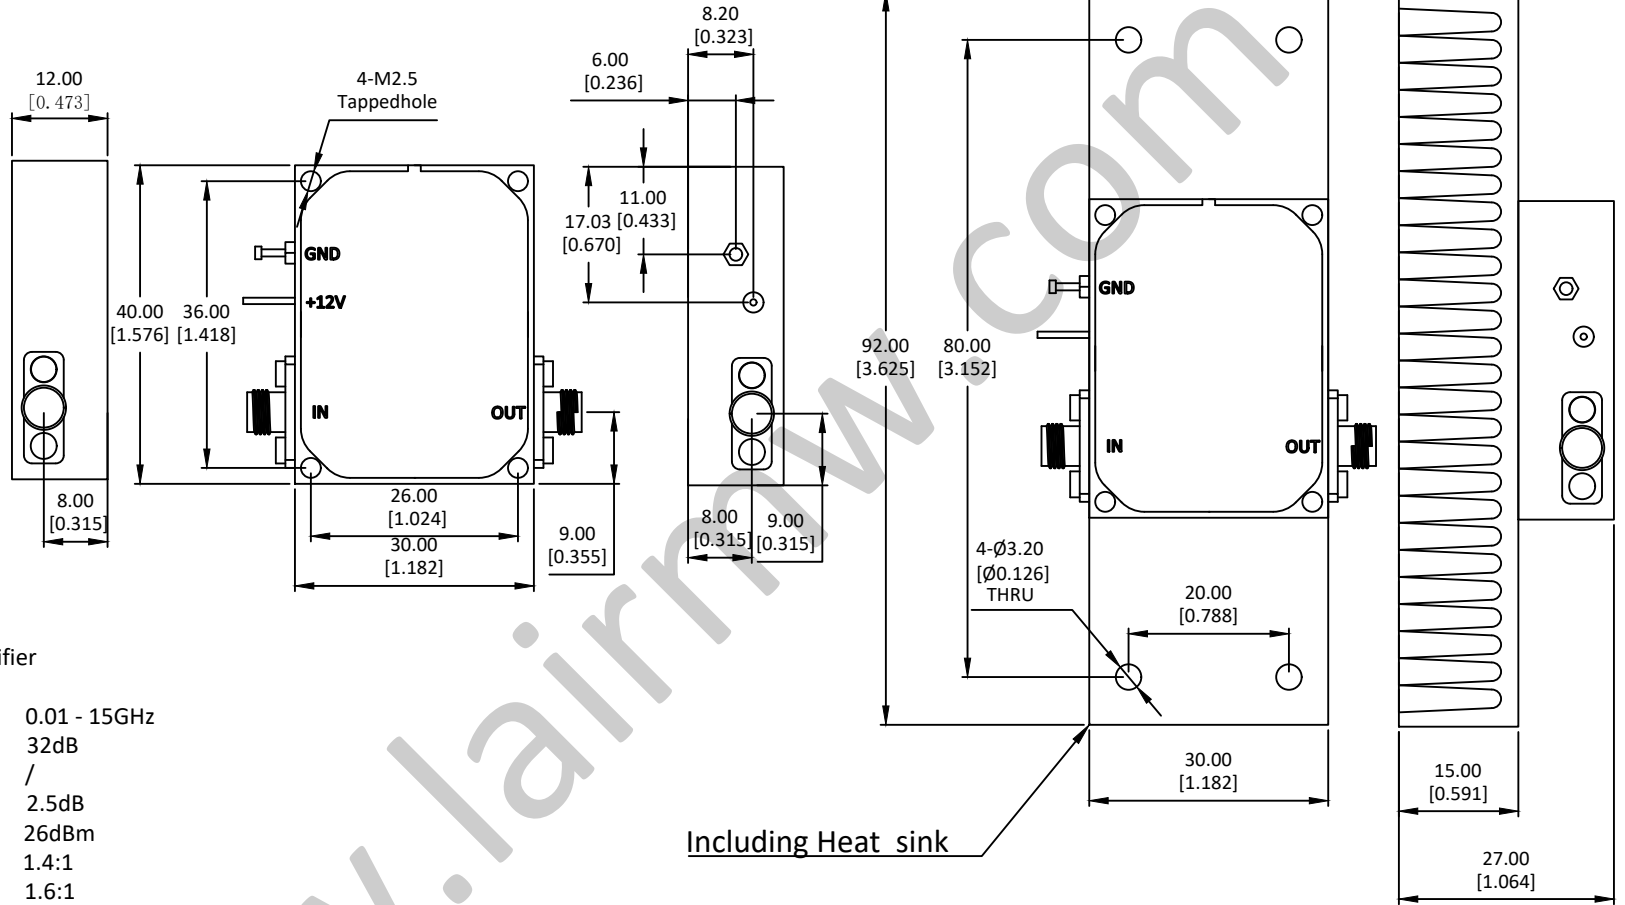 12.00
[0.473]
4-M2.5
Tappedhole
8.20
[0.323]
6.00
[0.236]
11.00
[0.433]
17.03
[0.670]
GND
+12V
40.00
[1.576]
36.00
[1.418]
IN
OUT
8.00
[0.315]
26.00
[1.024]
30.00
[1.182]
9.00
[0.355]
8.00
[0.315]
9.00
[0.315]
92.00
[3.625]
80.00
[3.152]
GND
IN
OUT
4-Ø3.20
[Ø0.126]
THRU
20.00
[0.788]
30.00
[1.182]
15.00
[0.591]
27.00
[1.064]
Including Heat sink
ifier
0.01 - 15GHz
32dB
/
2.5dB
26dBm
1.4:1
1.6:1
.lairmw.com